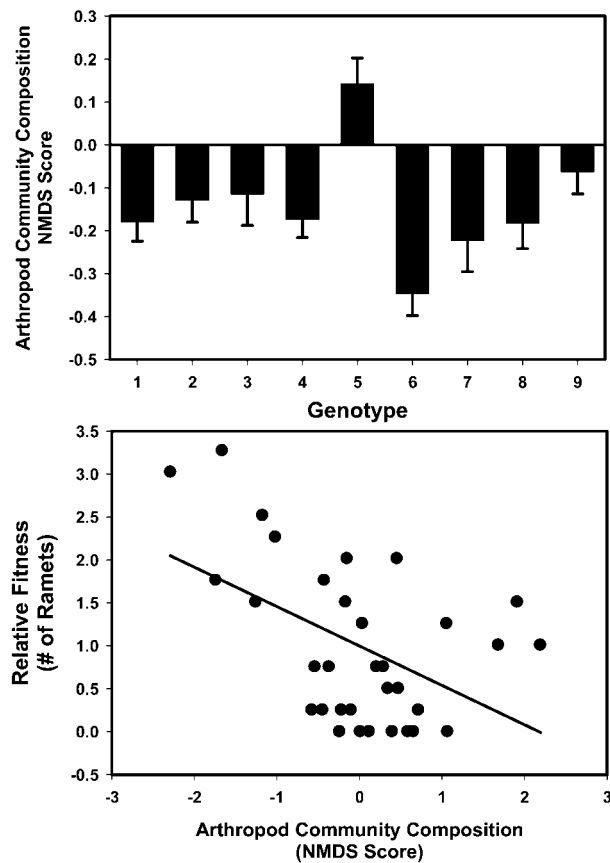 Arthropod Community Composition
NMDS Score
0.3
0.2
0.1
0.0
-0.1
-0.2
-0.3
-0.4
-0.5
1 2 3 4 5 6 7 8 9
Genotype
Relative Fitness
(# of Ramets)
3.5
3.0
2.5
2.0
1.5
1.0
0.5
0.0
-0.5
-3 -2 -1 0 1 2 3
Arthropod Community Composition
(NMDS Score)